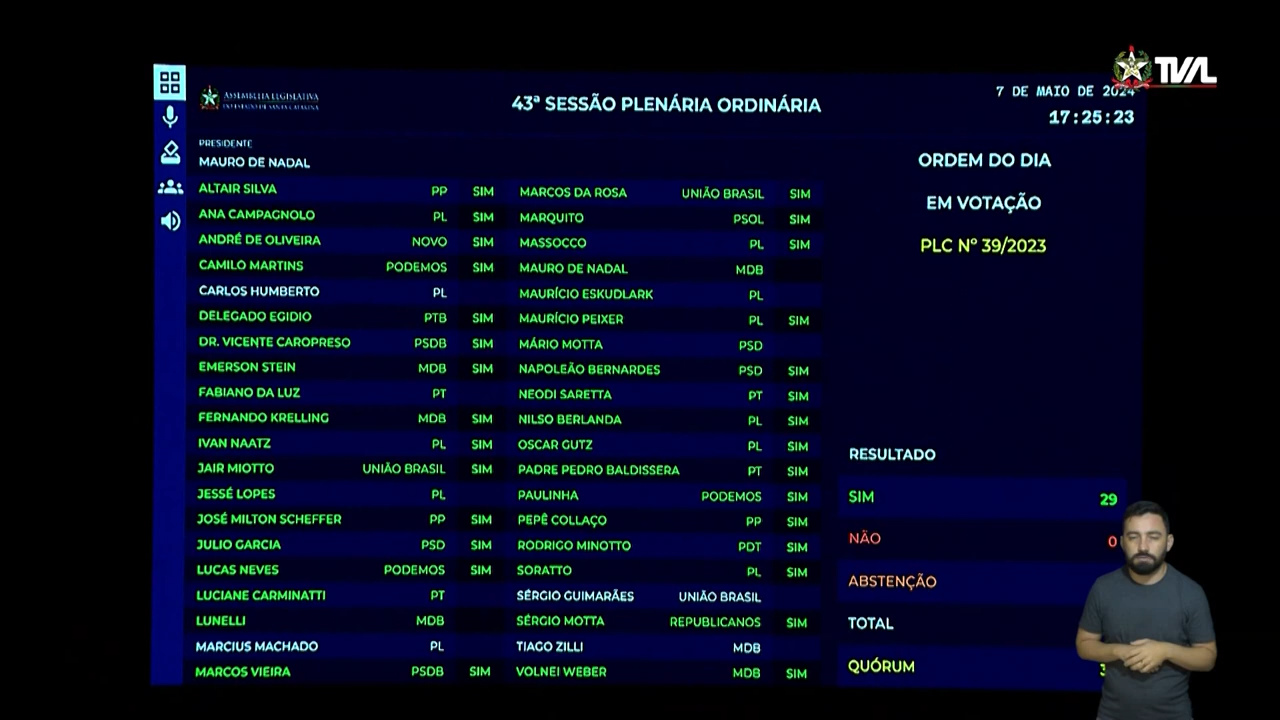 TVAL
ASSEMBLEIA LEGISLATIVA
DO ESTADO DE SANTA CATARINA
43ª SESSÃO PLENÁRIA ORDINÁRIA
7 DE MAIO DE 2024
17:25:23
PRESIDENTE
MAURO DE NADAL
ALTAIR SILVA PP SIM
ANA CAMPAGNOLO PL SIM
ANDRÉ DE OLIVEIRA NOVO SIM
CAMILO MARTINS PODEMOS SIM
CARLOS HUMBERTO PL
DELEGADO EGIDIO PTB SIM
DR. VICENTE CAROPRESO PSDB SIM
EMERSON STEIN MDB SIM
FABIANO DA LUZ PT
FERNANDO KRELLING MDB SIM
IVAN NAATZ PL SIM
JAIR MIOTTO UNIÃO BRASIL SIM
JESSÉ LOPES PL
JOSÉ MILTON SCHEFFER PP SIM
JULIO GARCIA PSD SIM
LUCAS NEVES PODEMOS SIM
LUCIANE CARMINATTI PT
LUNELLI MDB
MARCIUS MACHADO PL
MARCOS VIEIRA PSDB SIM
MARCOS DA ROSA UNIÃO BRASIL SIM
MARQUITO PSOL SIM
MASSOCCO PL SIM
MAURO DE NADAL MDB
MAURÍCIO ESKUDLARK PL
MAURÍCIO PEIXER PL SIM
MÁRIO MOTTA PSD
NAPOLEÃO BERNARDES PSD SIM
NEODI SARETTA PT SIM
NILSO BERLANDA PL SIM
OSCAR GUTZ PL SIM
PADRE PEDRO BALDISSERA PT SIM
PAULINHA PODEMOS SIM
PEPÊ COLLAÇO PP SIM
RODRIGO MINOTTO PDT SIM
SORATTO PL SIM
SÉRGIO GUIMARÃES UNIÃO BRASIL
SÉRGIO MOTTA REPUBLICANOS SIM
TIAGO ZILLI MDB
VOLNEI WEBER MDB SIM
ORDEM DO DIA
EM VOTAÇÃO
PLC Nº 39/2023
RESULTADO
SIM 29
NÃO 0
ABSTENÇÃO
TOTAL
QUÓRUM